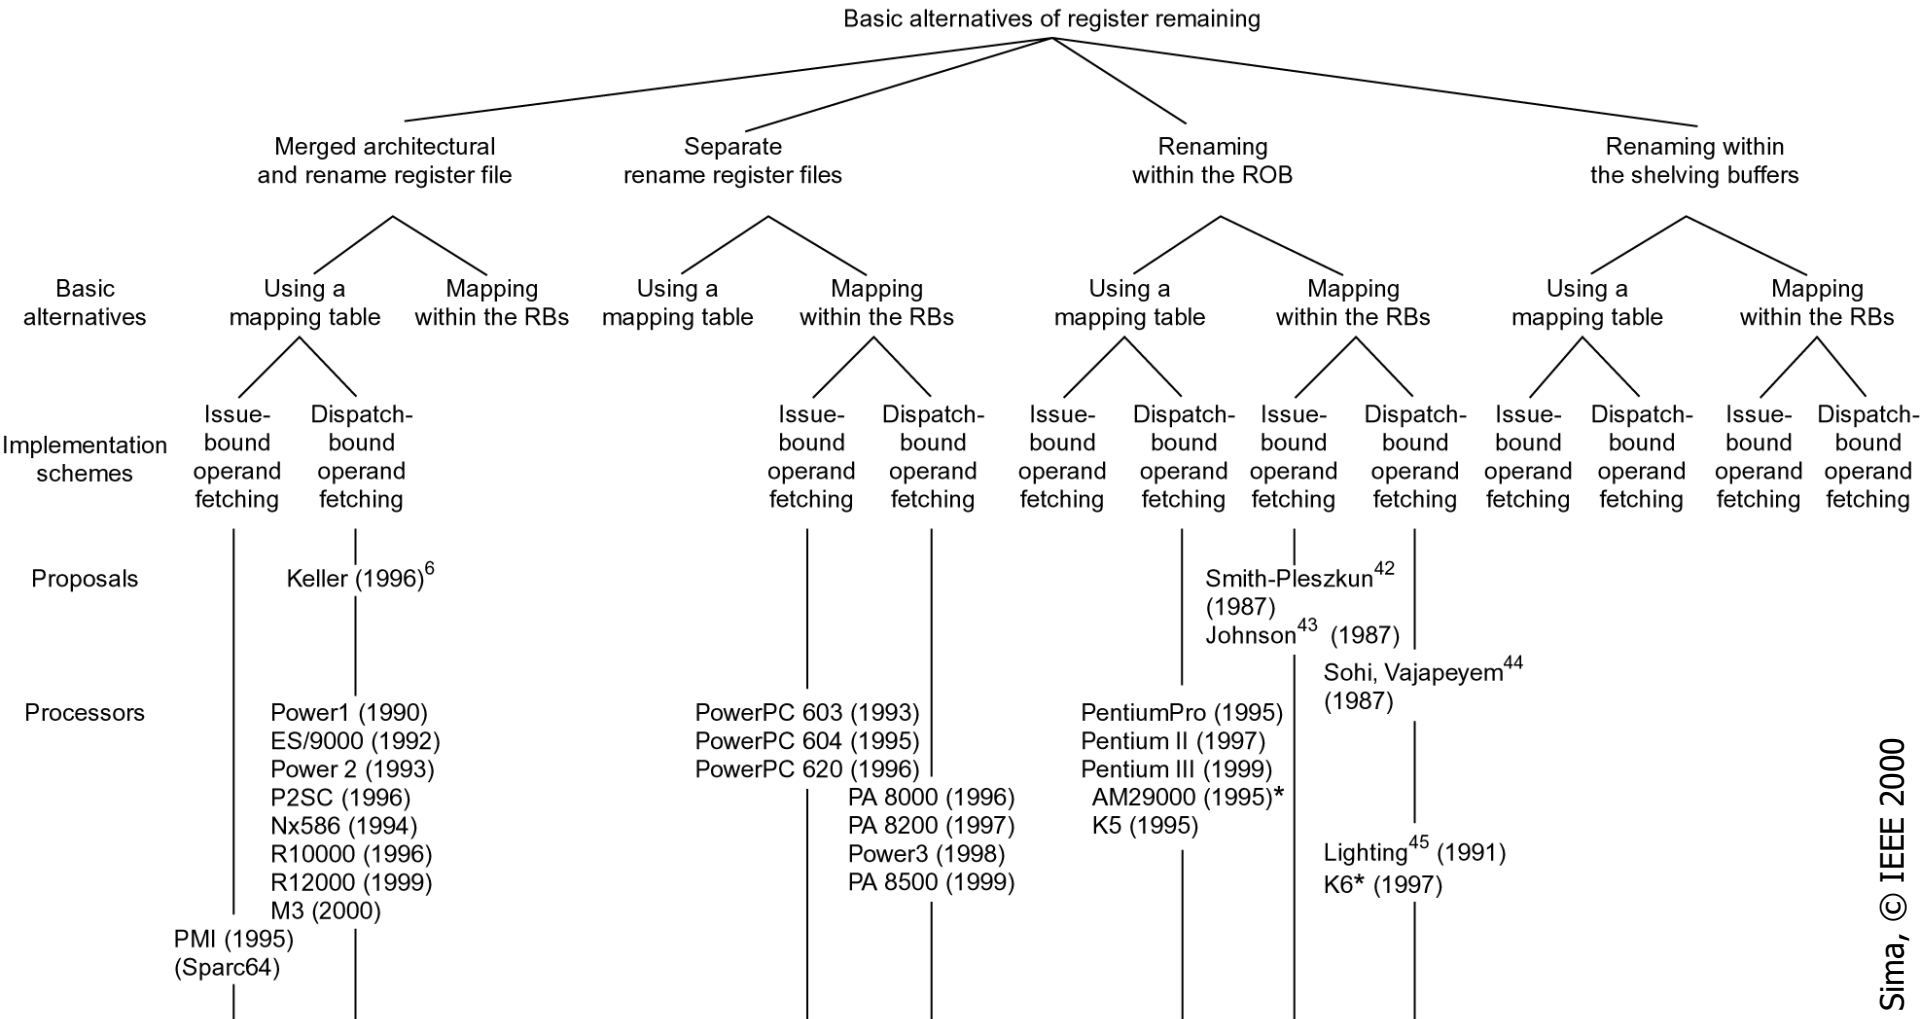 Basic alternatives of register remaining
Merged architectural
and rename register file
Separate
rename register files
Renaming
within the ROB
Renaming within
the shelving buffers
Basic
alternatives
Using a
mapping table
Mapping
within the RBs
Using a
mapping table
Mapping
within the RBs
Using a
mapping table
Mapping
within the RBs
Using a
mapping table
Mapping
within the RBs
Implementation
schemes
Issue-
bound
operand
fetching
Dispatch-
bound
operand
fetching
Issue-
bound
operand
fetching
Dispatch-
bound
operand
fetching
Issue-
bound
operand
fetching
Dispatch-
bound
operand
fetching
Issue-
bound
operand
fetching
Dispatch-
bound
operand
fetching
Issue-
bound
operand
fetching
Dispatch-
bound
operand
fetching
Issue-
bound
operand
fetching
Dispatch-
bound
operand
fetching
Proposals
Keller (1996)6
Smith-Pleszkun42
(1987)
Johnson43 (1987)
Sohi, Vajapeyem44
(1987)
Processors
PMI (1995)
(Sparc64)
Power1 (1990)
ES/9000 (1992)
Power 2 (1993)
P2SC (1996)
Nx586 (1994)
R10000 (1996)
R12000 (1999)
M3 (2000)
PowerPC 603 (1993)
PowerPC 604 (1995)
PowerPC 620 (1996)
PA 8000 (1996)
PA 8200 (1997)
Power3 (1998)
PA 8500 (1999)
PentiumPro (1995)
Pentium II (1997)
Pentium III (1999)
AM29000 (1995)*
K5 (1995)
Lighting45 (1991)
K6* (1997)
Sima, © IEEE 2000